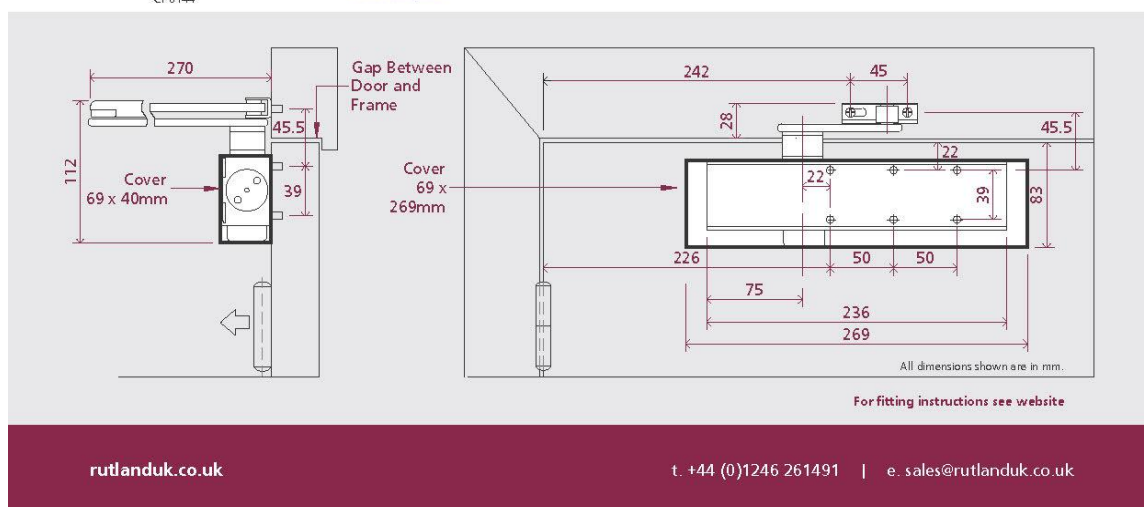 270
Gap Between
Door and
Frame
45.5
112
Cover
69 x 40mm
39
242
45
28
45.5
22
Cover
69 x
269mm
22
39
83
226
50
50
75
236
269
All dimensions shown are in mm.
For fitting instructions see website
rutlanduk.co.uk
t. +44 (0)1246 261491 | e. sales@rutlanduk.co.uk